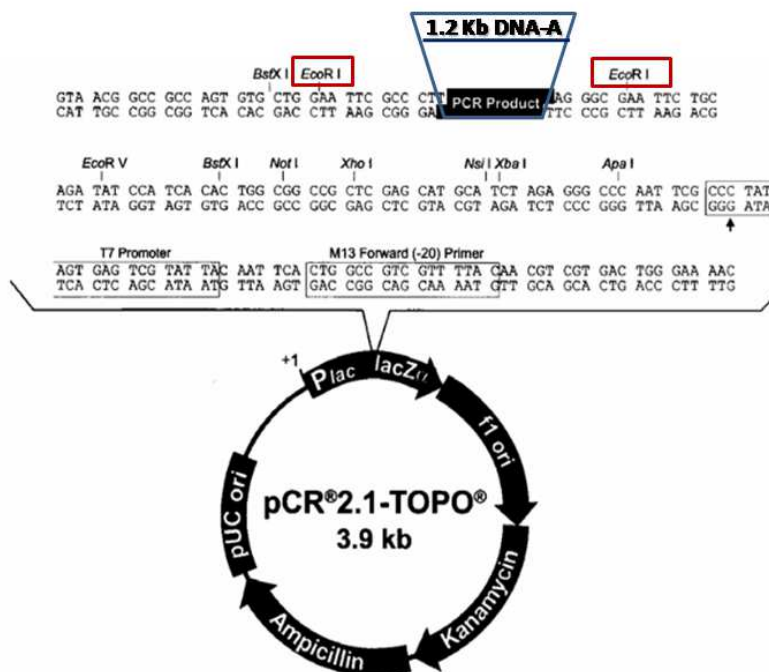 1.2 Kb DNA-A
BstX I EcoR I EcoR I
GTA ACG GCC GCC AGT GTG CTG GAA TTC GCC CTT PCR Product AAG GGC GAA TTC TGC
CAT TGC CGG CGG TCA CAC GAC CTT AAG CGG GA TTC CCG CTT AAG ACG
EcoR V BstX I Not I Xho I Nsi I Xba I Apa I
AGA TAT CCA TCA CAC TGG CGG CCG CTC GAG CAT GCA TCT AGA GGG CCC AAT TCG CCC TAT
TCT ATA GGT AGT GTG ACC GCC GGC GAG CTC GTA CGT AGA TCT CCC GGG TTA AGC GGG ATA
T7 Promoter M13 Forward (-20) Primer
AGT GAG TCG TAT TAC AAT TCA CTG GCC GTC GTT TTA CAA CGT CGT GAC TGG GAA AAC
TCA CTC AGC ATA ATG TTA AGT GAC CGG CAG CAA AAT GTT GCA GCA CTG ACC CTT TTG
+1
Plac lacZα
f1 ori
pUC ori
pCR®2.1-TOPO®
3.9 kb
Kanamycin
Ampicillin